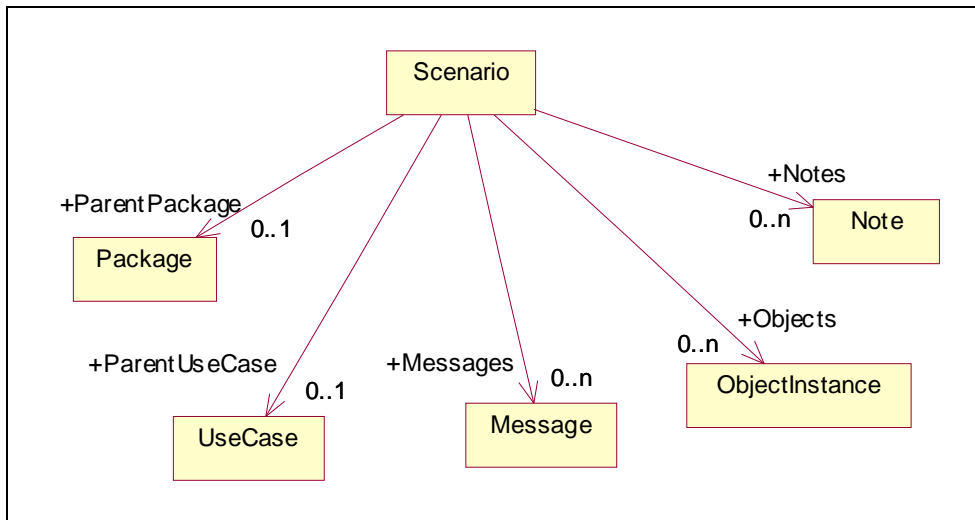 Scenario
+Notes
+ParentPackage
0..n
Note
0..1
Package
+Objects
+ParentUseCase
+Messages
0..n
0..1
0..n
ObjectInstance
UseCase
Message